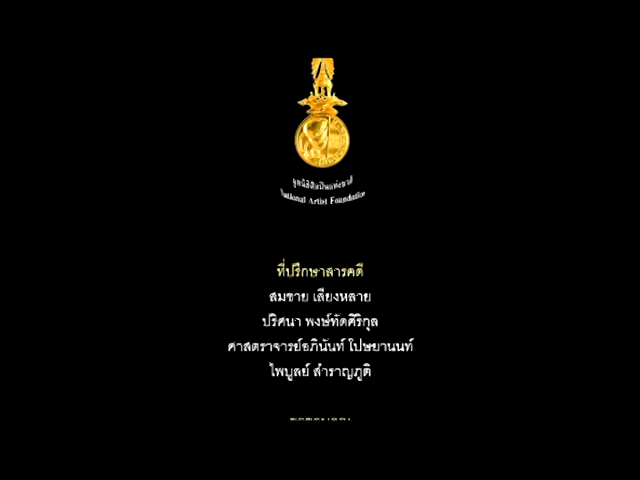 มูลนิธิศิลปินแห่งชาติ
National Artist Foundation
ที่ปรึกษาสารคดี
สมชาย เสียงหลาย
ปริศนา พงษ์ทัดศิริกุล
ศาสตราจารย์อภินันท์ โปษยานนท์
ไพบูลย์ สำราญภูติ